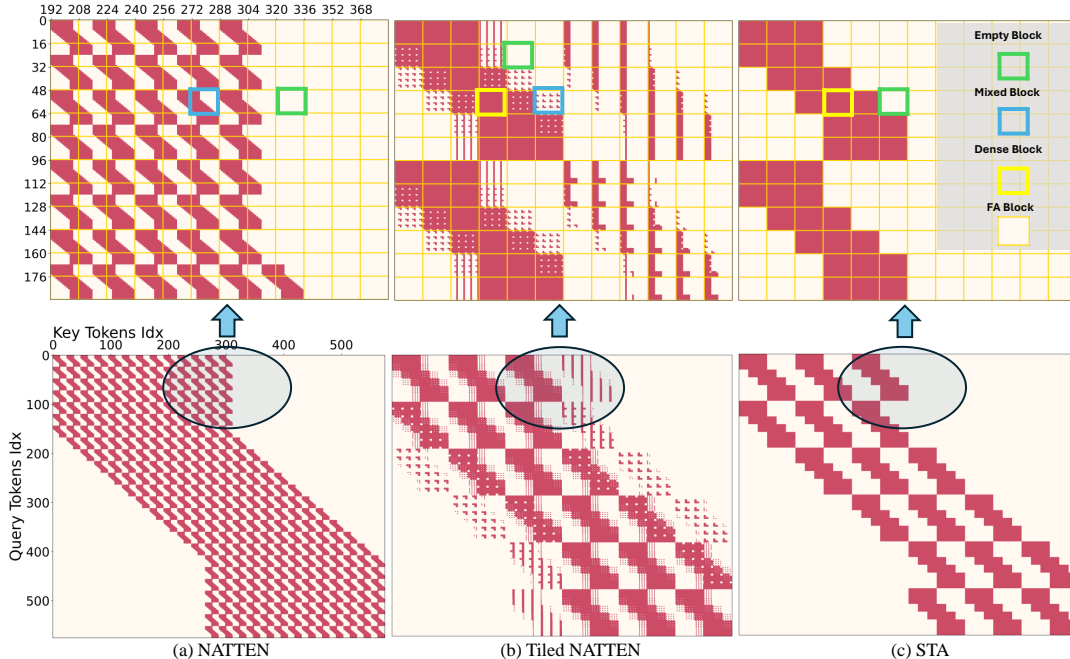 192 208 224 240 256 272 288 304 320 336 352 368
16
32
48
64
80
96
112
128
144
160
176
Empty Block
Mixed Block
Dense Block
FA Block
Key Tokens Idx
0 100 200 300 400 500
Query Tokens Idx
0
100
200
300
400
500
(a) NATTEN
(b) Tiled NATTEN
(c) STA